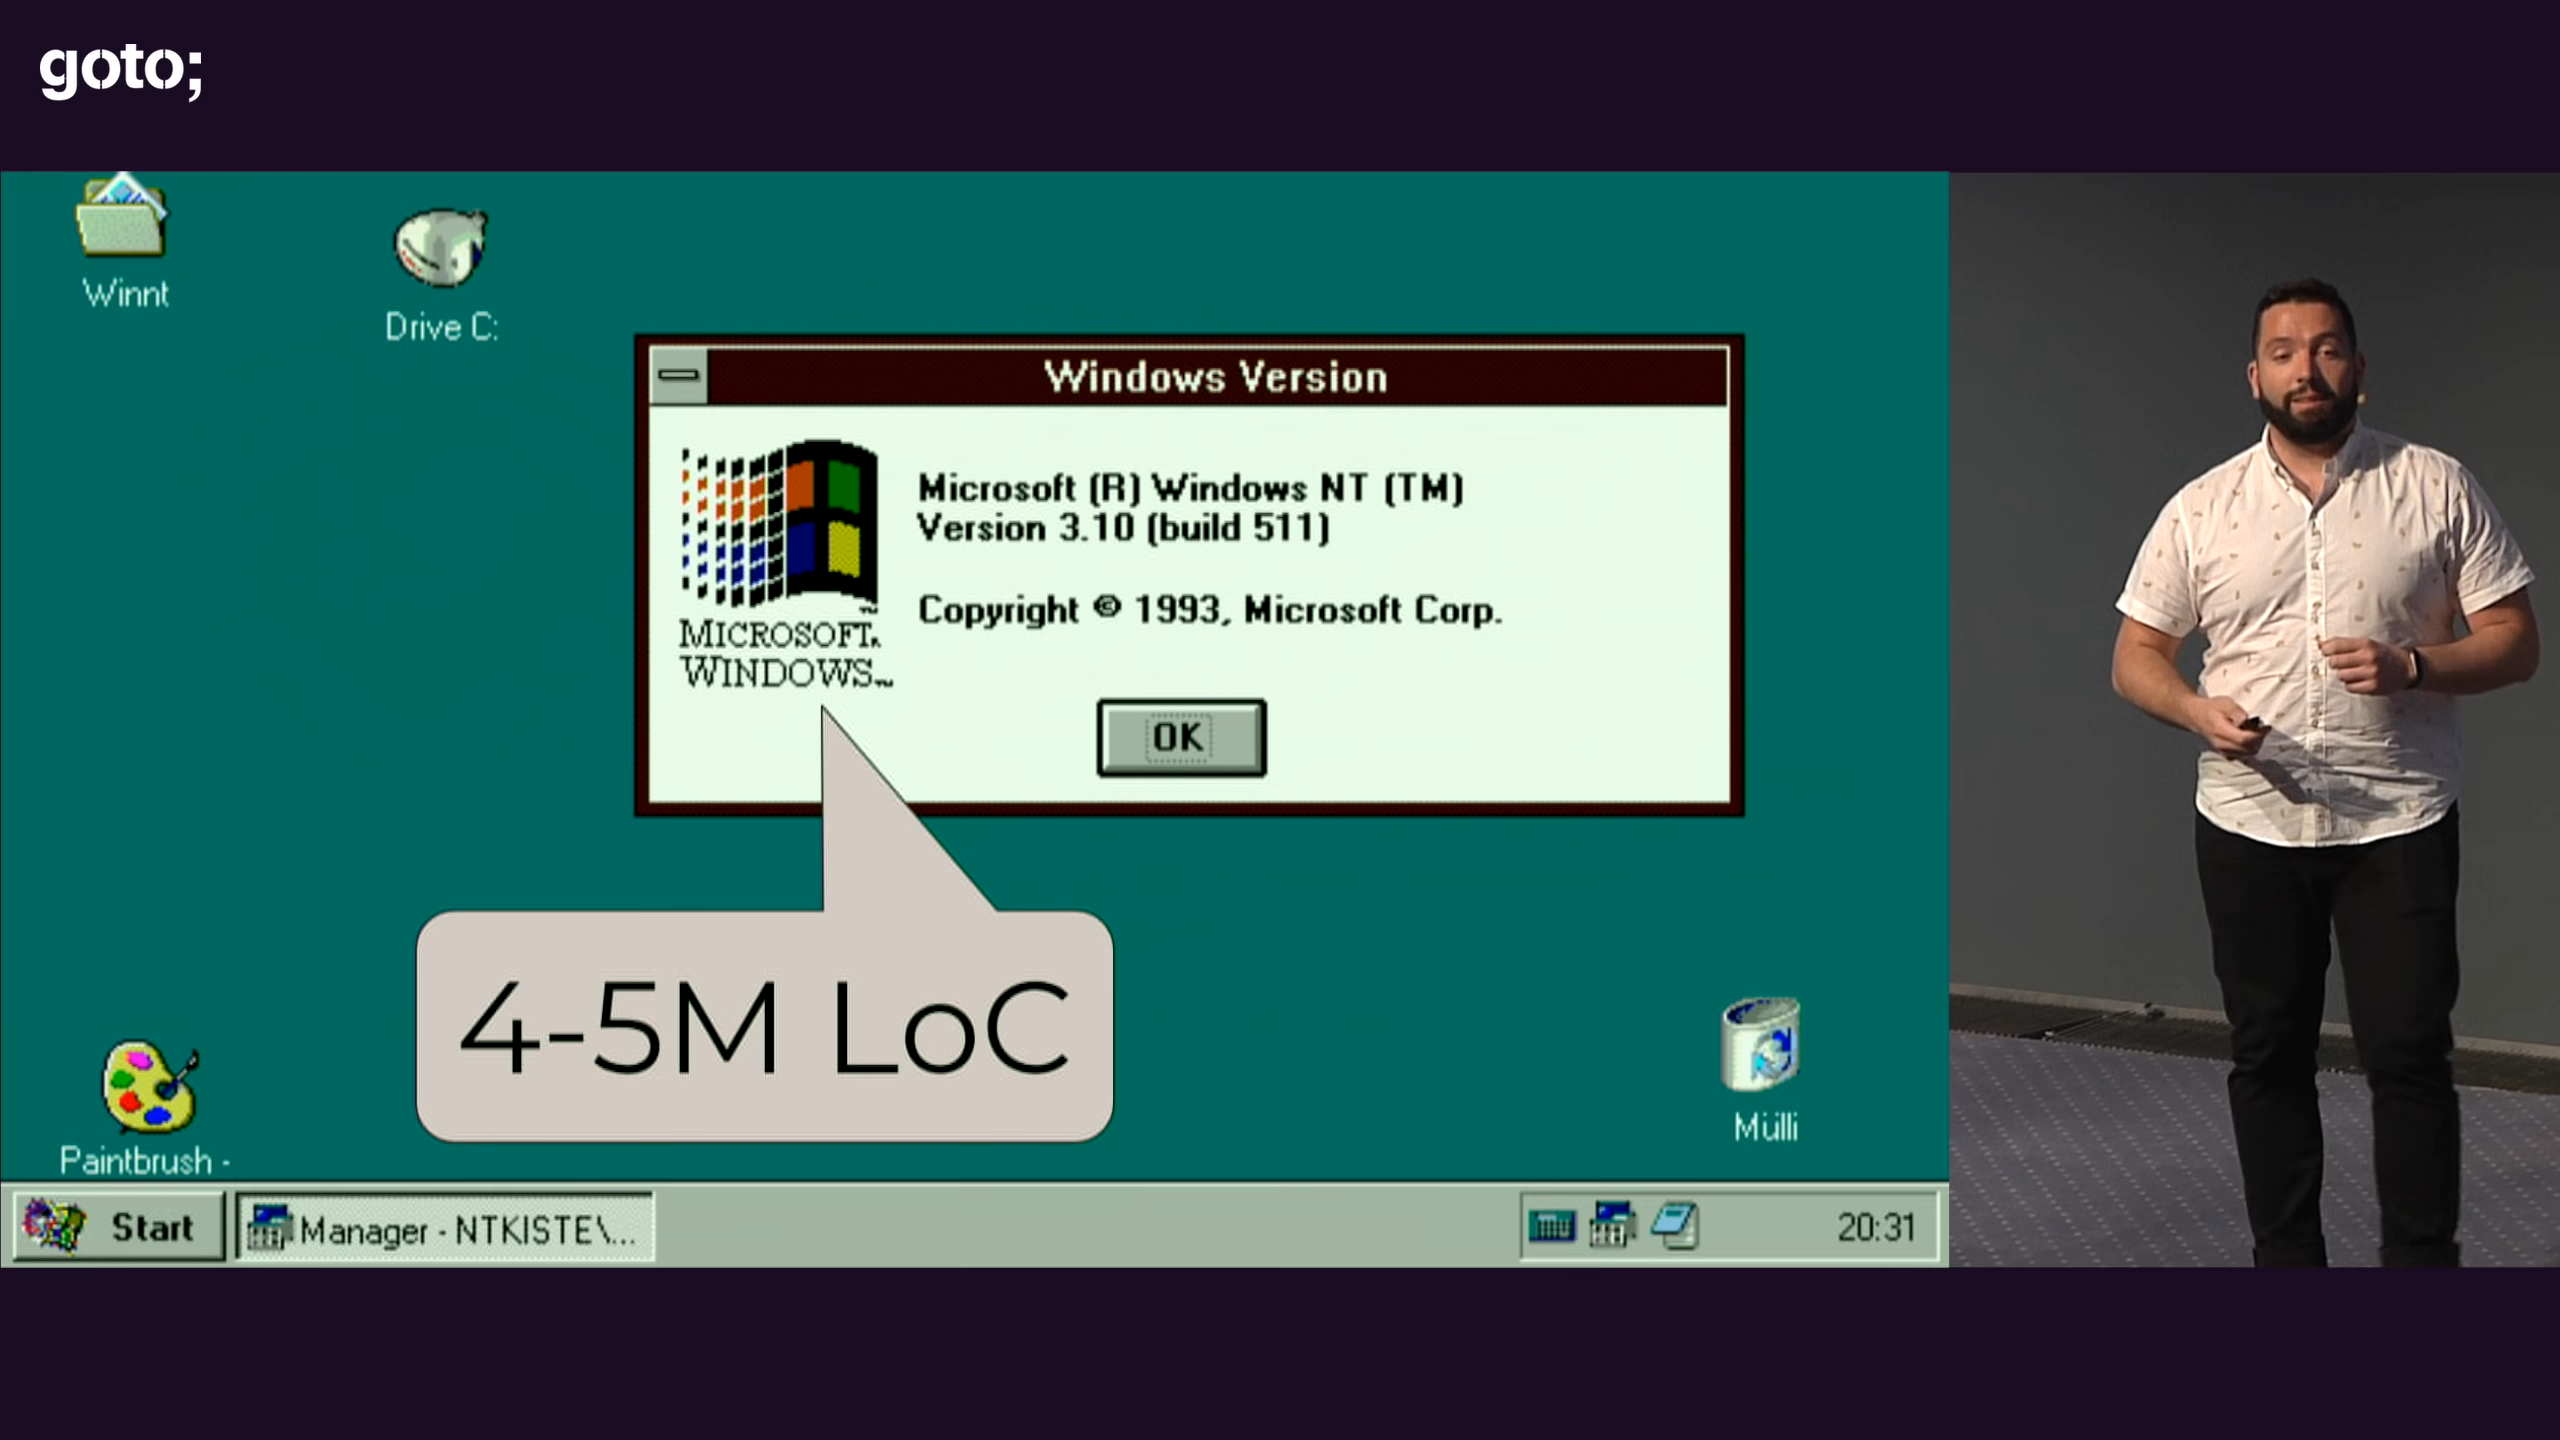 goto;
Winnt
Drive C:
Windows Version
Microsoft (R) Windows NT (TM)
Version 3.10 (build 511)
Copyright © 1993, Microsoft Corp.
MICROSOFT.
WINDOWS™
OK
4-5M LoC
Mülli
Paintbrush -
Start
Manager - NTKISTE\...
20:31